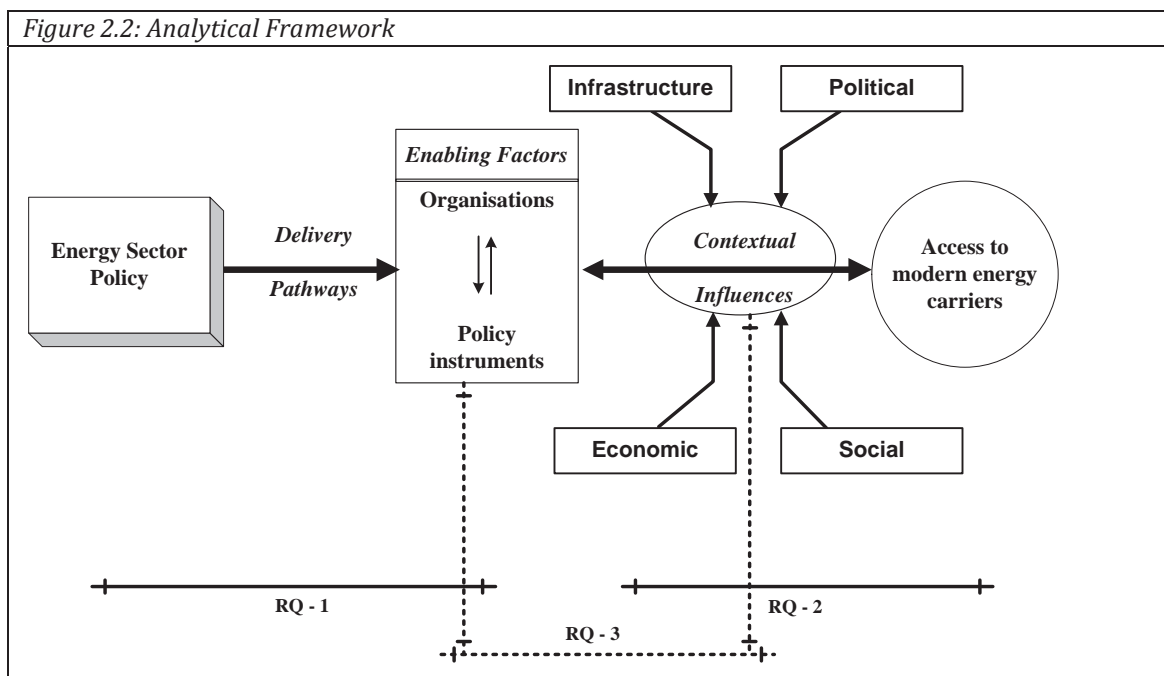 Figure 2.2: Analytical Framework
Infrastructure
Political
Enabling Factors
Organisations
Policy
instruments
Energy Sector
Policy
Delivery
Pathways
Contextual
Influences
Access to
modern energy
carriers
Economic
Social
RQ - 1
RQ - 2
RQ - 3